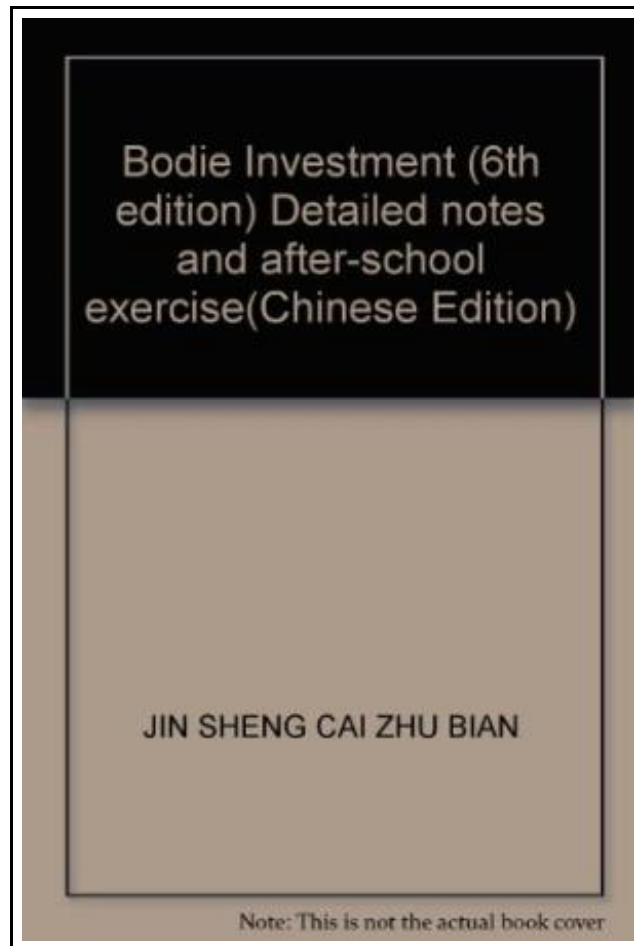 Bodie Investment (6th
edition) Detailed notes
and after-school
exercise(Chinese Edition)
JIN SHENG CAI ZHU BIAN
Note: This is not the actual book cover